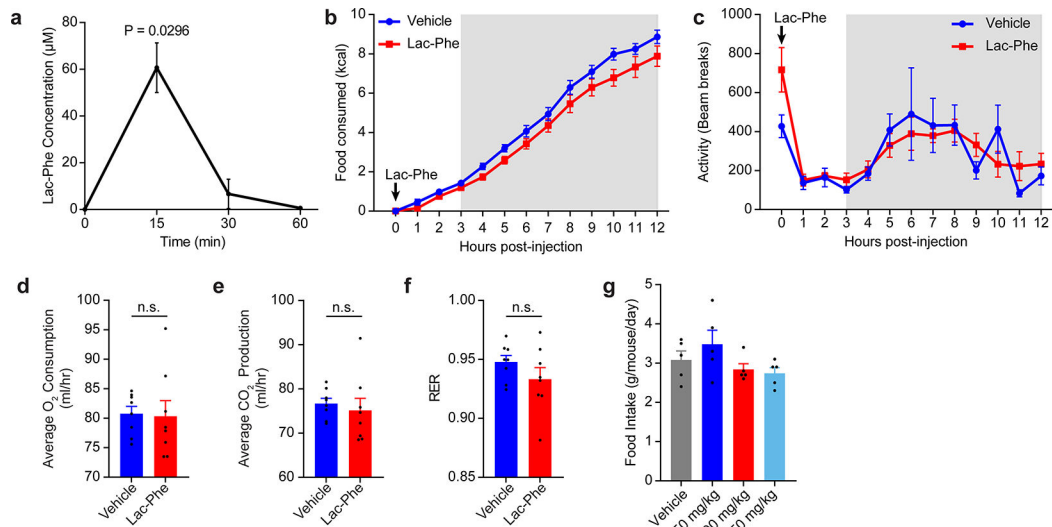 a
Lac-Phe Concentration (μM)
80
60
40
20
0
P = 0.0296
0
15
30
60
Time (min)
b
Food consumed (kcal)
10
8
6
4
2
0
Vehicle
Lac-Phe
Lac-Phe
0 1 2 3 4 5 6 7 8 9 10 11 12
Hours post-injection
c
Activity (Beam breaks)
1000
800
600
400
200
0
Lac-Phe
Vehicle
Lac-Phe
0 1 2 3 4 5 6 7 8 9 10 11 12
Hours post-injection
d
Average O2 Consumption
(ml/hr)
100
95
90
85
80
75
70
n.s.
Vehicle
Lac-Phe
e
Average CO2 Production
(ml/hr)
100
90
80
70
60
n.s.
Vehicle
Lac-Phe
f
RER
1.00
0.95
0.90
0.85
n.s.
Vehicle
Lac-Phe
g
Food Intake (g/mouse/day)
5
4
3
2
1
0
Vehicle
mg/kg
mg/kg
mg/kg